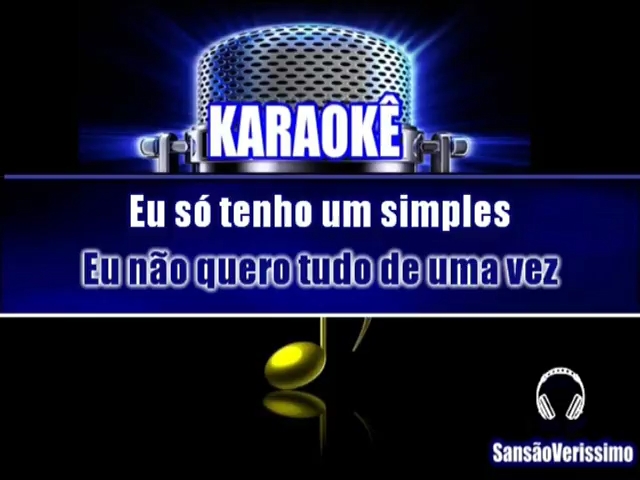 KARAOKÊ
Eu só tenho um simples
Eu não quero tudo de uma vez
SansãoVerissimo